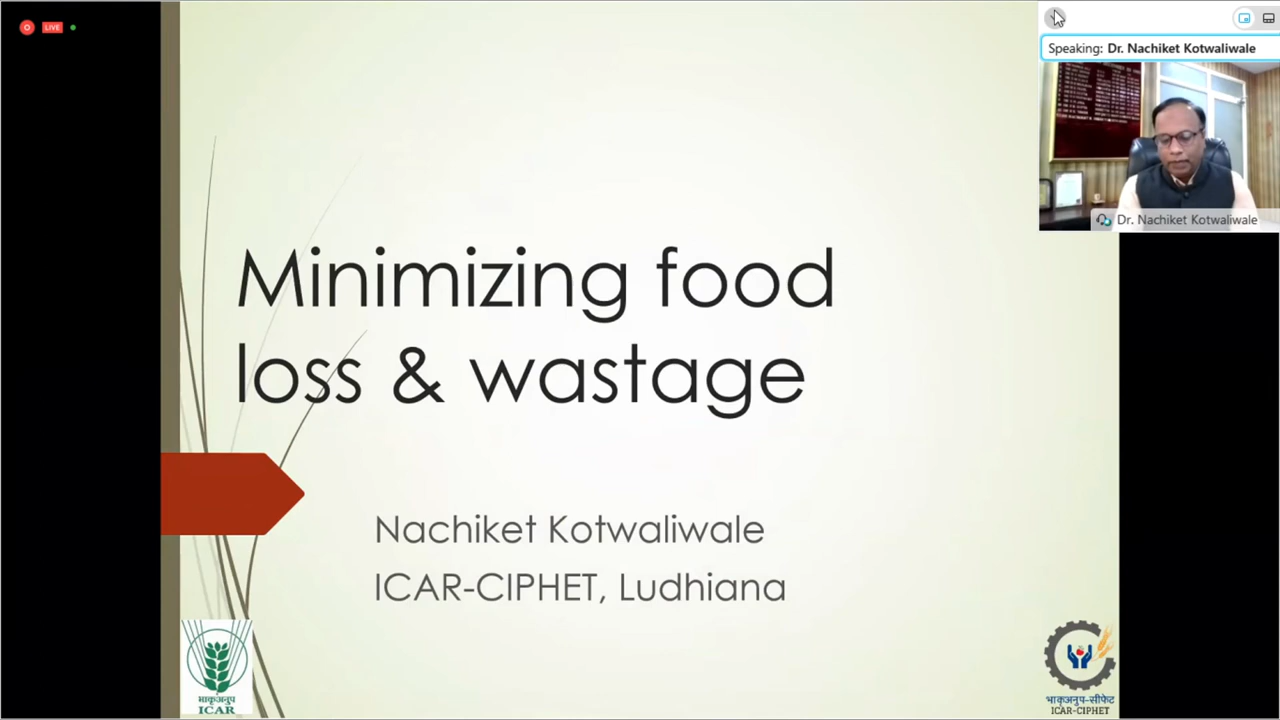 LIVE
Speaking: Dr. Nachiket Kotwaliwale
Dr. Nachiket Kotwaliwale
Minimizing food
loss & wastage
Nachiket Kotwaliwale
ICAR-CIPHET, Ludhiana
भाकृअनुप
ICAR
भाकृअनुप-सीफेट
ICAR-CIPHET